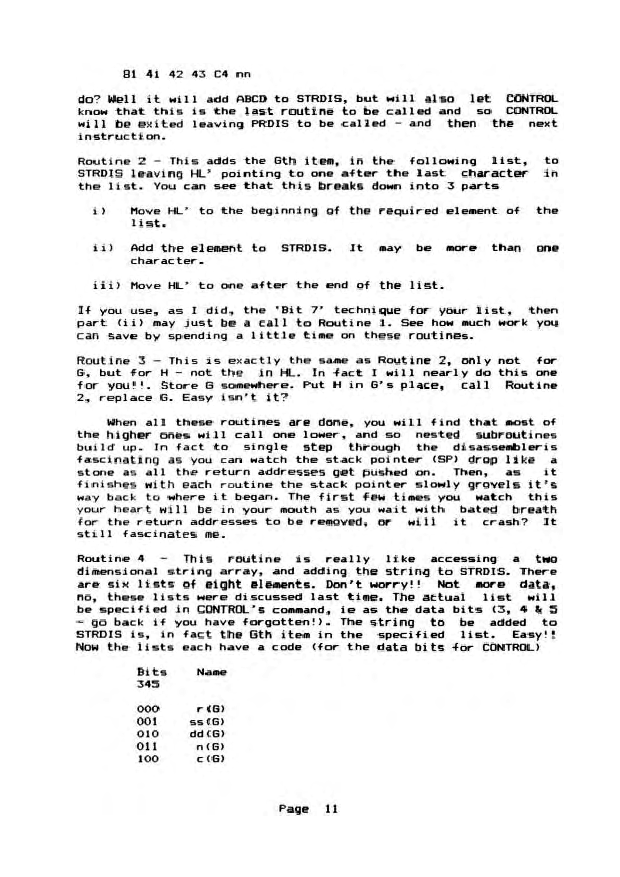 81 41 42 43 C4 nn
do? Well it will add ABCD to STRDIS, but will also let CONTROL
know that this is the last routine to be called and so CONTROL
will be exited leaving PRDIS to be called - and then the next
instruction.
Routine 2 - This adds the Gth item, in the following list, to
STRDIS leaving HL' pointing to one after the last character in
the list. You can see that this breaks down into 3 parts
i) Move HL' to the beginning of the required element of the
list.
ii) Add the element to STRDIS. It may be more than one
character.
iii) Move HL' to one after the end of the list.
If you use, as I did, the 'Bit 7' technique for your list, then
part (ii) may just be a call to Routine 1. See how much work you
can save by spending a little time on these routines.
Routine 3 - This is exactly the same as Routine 2, only not for
G, but for H - not the in HL. In fact I will nearly do this one
for you!!. Store G somewhere. Put H in G's place, call Routine
2, replace G. Easy isn't it?
When all these routines are done, you will find that most of
the higher ones will call one lower, and so nested subroutines
build up. In fact to single step through the disassembleris
fascinating as you can watch the stack pointer (SP) drop like a
stone as all the return addresses get pushed on. Then, as it
finishes with each routine the stack pointer slowly grovels it's
way back to where it began. The first few times you watch this
your heart will be in your mouth as you wait with bated breath
for the return addresses to be removed, or will it crash? It
still fascinates me.
Routine 4 - This routine is really like accessing a two
dimensional string array, and adding the string to STRDIS. There
are six lists of eight elements. Don't worry!! Not more data,
no, these lists were discussed last time. The actual list will
be specified in CONTROL's command, ie as the data bits (3, 4 & 5
- go back if you have forgotten!). The string to be added to
STRDIS is, in fact the Gth item in the specified list. Easy!!
Now the lists each have a code (for the data bits for CONTROL)
Bits Name
345
000 r(G)
001 ss(G)
010 dd(G)
011 n(G)
100 c(G)
Page 11